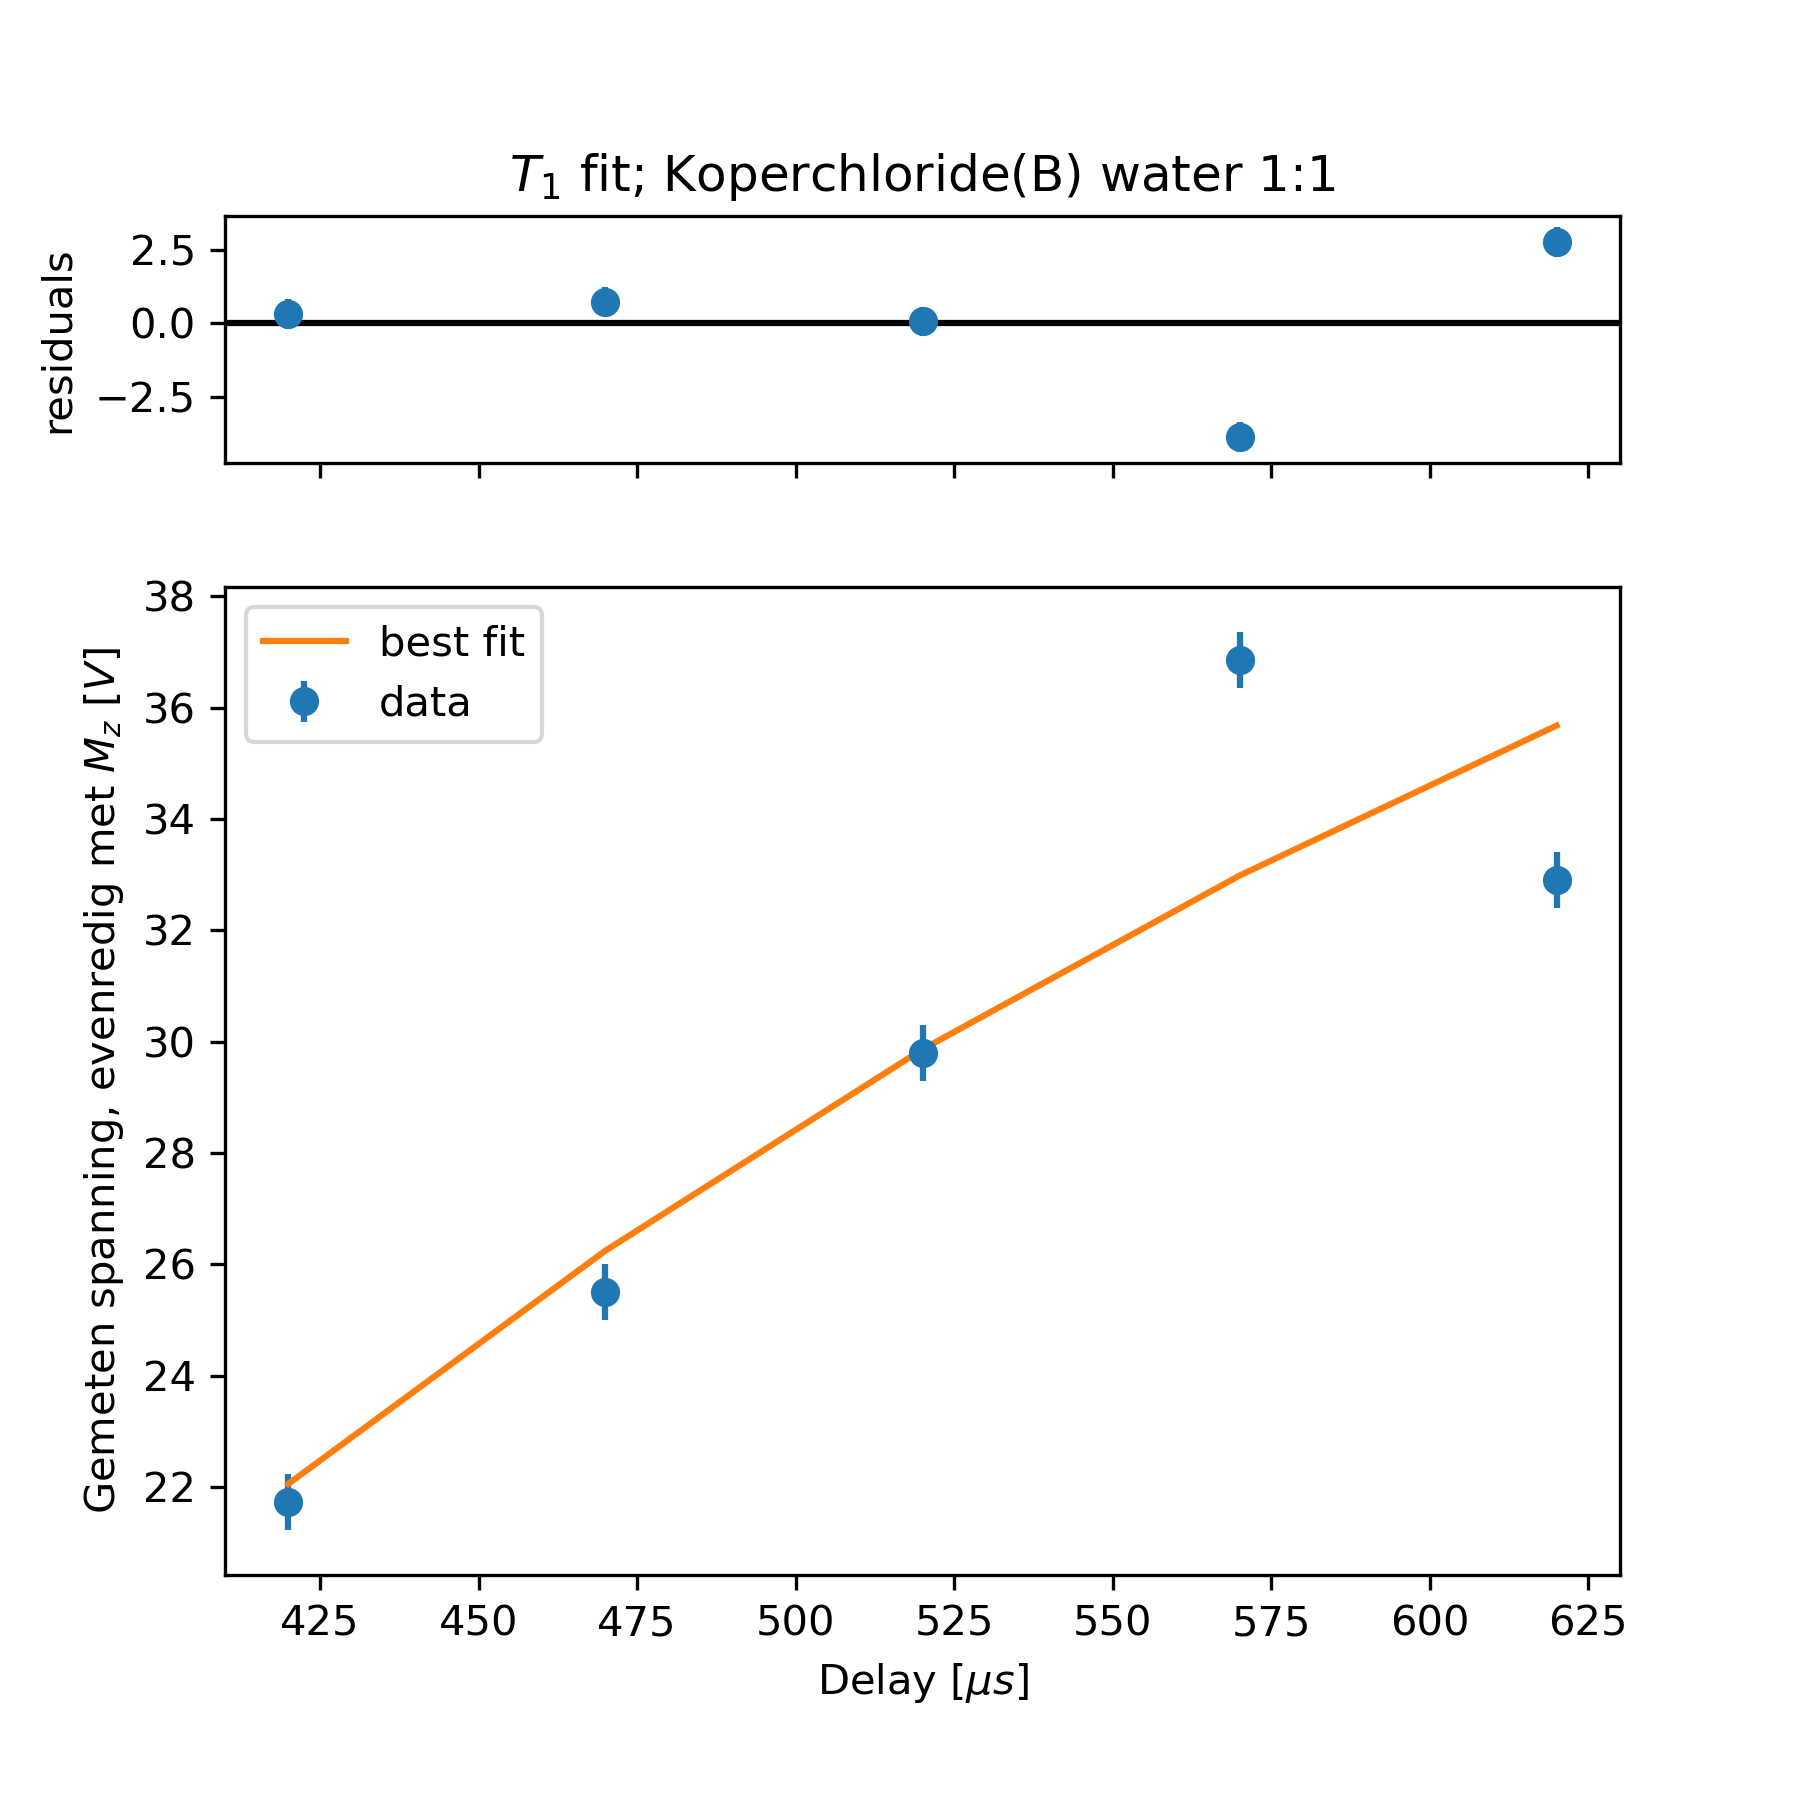 T₁ fit; Koperchloride(B) water 1:1
residuals
2.5
0.0
−2.5
Gemeten spanning, evenredig met M_z [V]
38
36
34
32
30
28
26
24
22
best fit
data
425 450 475 500 525 550 575 600 625
Delay [μs]